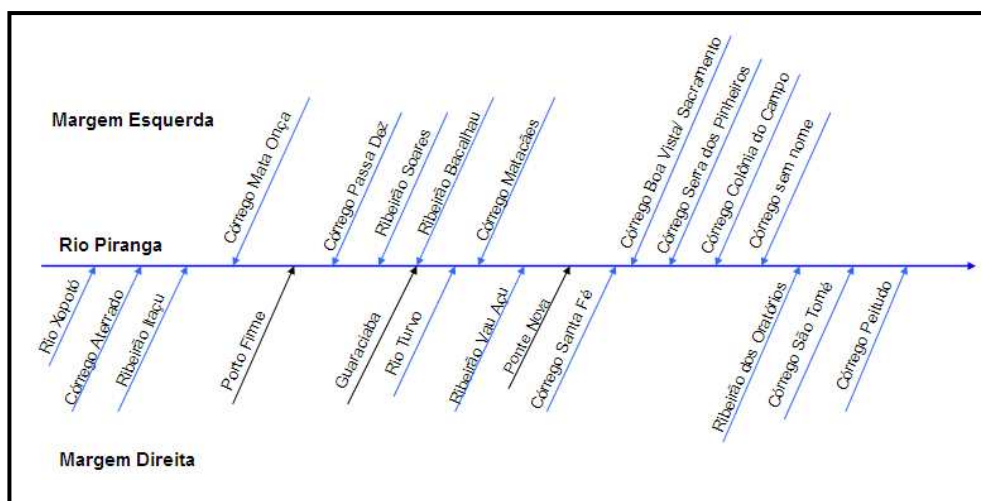 Margem Esquerda
Córrego Mata Onça
Córrego Passa Dez
Ribeirão Soares
Ribeirão Bacalhau
Córrego Matacães
Córrego Boa Vista/ Sacramento
Córrego Serra dos Pinheiros
Córrego Colônia do Campo
Córrego sem nome
Rio Piranga
Rio Xopotó
Córrego Aterrado
Ribeirão Itaçu
Porto Firme
Guaraciaba
Rio Turvo
Ribeirão Vau Açu
Ponte Nova
Córrego Santa Fé
Ribeirão dos Oratórios
Córrego São Tomé
Córrego Peitudo
Margem Direita